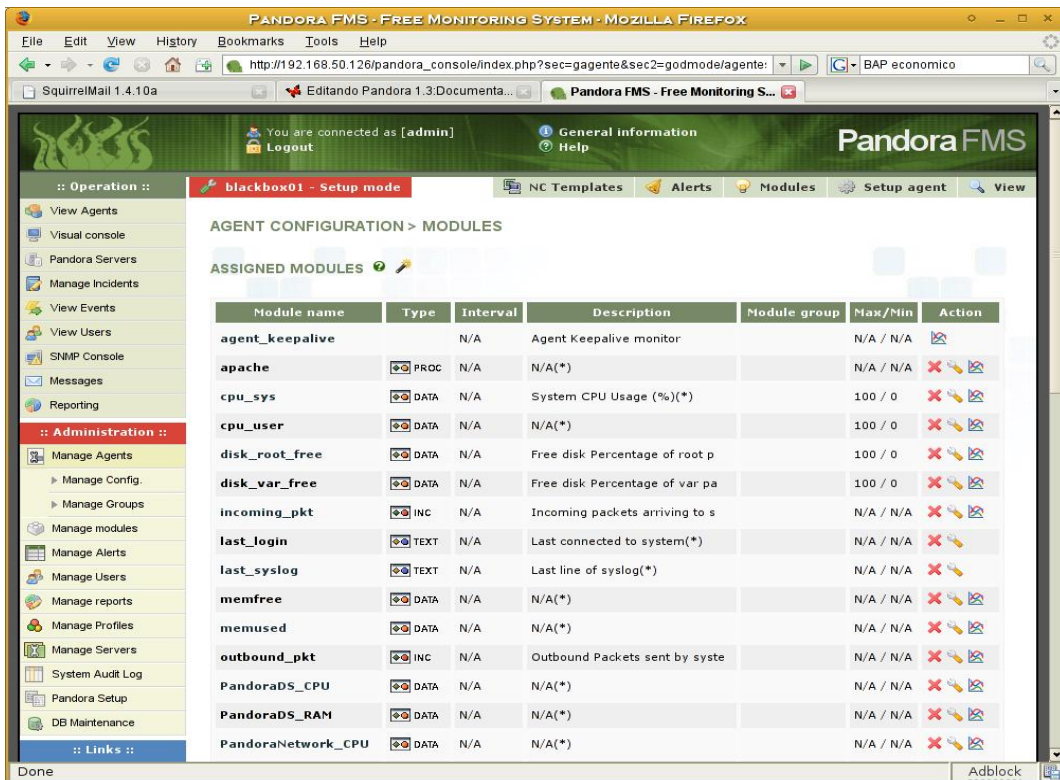 Pandora FMS - Free Monitoring System - Mozilla Firefox
File Edit View History Bookmarks Tools Help
http://192.168.50.126/pandora_console/index.php?sec=gagente&sec2=godmode/agente: G BAP economico
SquirrelMail 1.4.10a Editando Pandora 1.3:Documenta... Pandora FMS - Free Monitoring S...
You are connected as [admin] General information
Logout Help
Pandora FMS
:: Operation ::
View Agents
Visual console
Pandora Servers
Manage Incidents
View Events
View Users
SNMP Console
Messages
Reporting
:: Administration ::
Manage Agents
Manage Config.
Manage Groups
Manage modules
Manage Alerts
Manage Users
Manage reports
Manage Profiles
Manage Servers
System Audit Log
Pandora Setup
DB Maintenance
:: Links ::
blackbox01 - Setup mode NC Templates Alerts Modules Setup agent View
AGENT CONFIGURATION > MODULES
ASSIGNED MODULES
Module name Type Interval Description Module group Max/Min Action
agent_keepalive N/A Agent Keepalive monitor N/A / N/A
apache PROC N/A N/A(*) N/A / N/A
cpu_sys DATA N/A System CPU Usage (%)(*) 100 / 0
cpu_user DATA N/A N/A(*) 100 / 0
disk_root_free DATA N/A Free disk Percentage of root p 100 / 0
disk_var_free DATA N/A Free disk Percentage of var pa 100 / 0
incoming_pkt INC N/A Incoming packets arriving to s N/A / N/A
last_login TEXT N/A Last connected to system(*) N/A / N/A
last_syslog TEXT N/A Last line of syslog(*) N/A / N/A
memfree DATA N/A N/A(*) N/A / N/A
memused DATA N/A N/A(*) N/A / N/A
outbound_pkt INC N/A Outbound Packets sent by syste N/A / N/A
PandoraDS_CPU DATA N/A N/A(*) N/A / N/A
PandoraDS_RAM DATA N/A N/A(*) N/A / N/A
PandoraNetwork_CPU DATA N/A N/A(*) N/A / N/A
Done Adblock